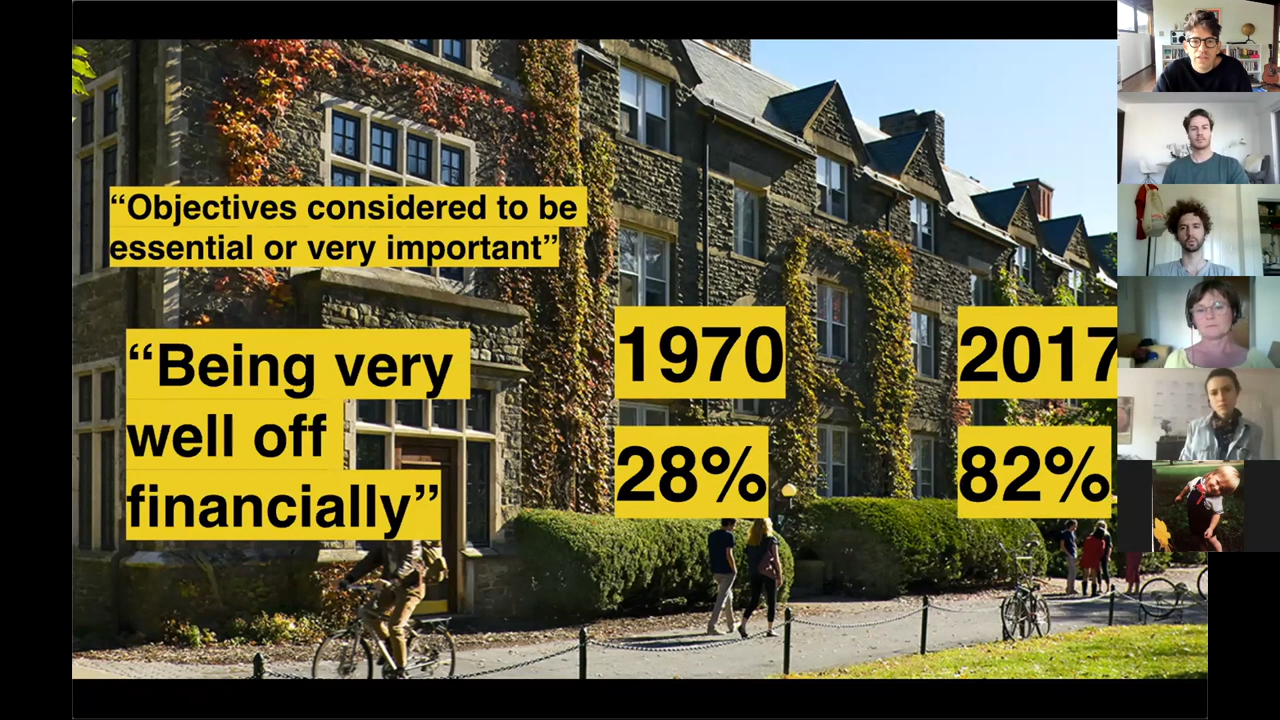 “Objectives considered to be
essential or very important”
“Being very
well off
financially”
1970
2017
28%
82%